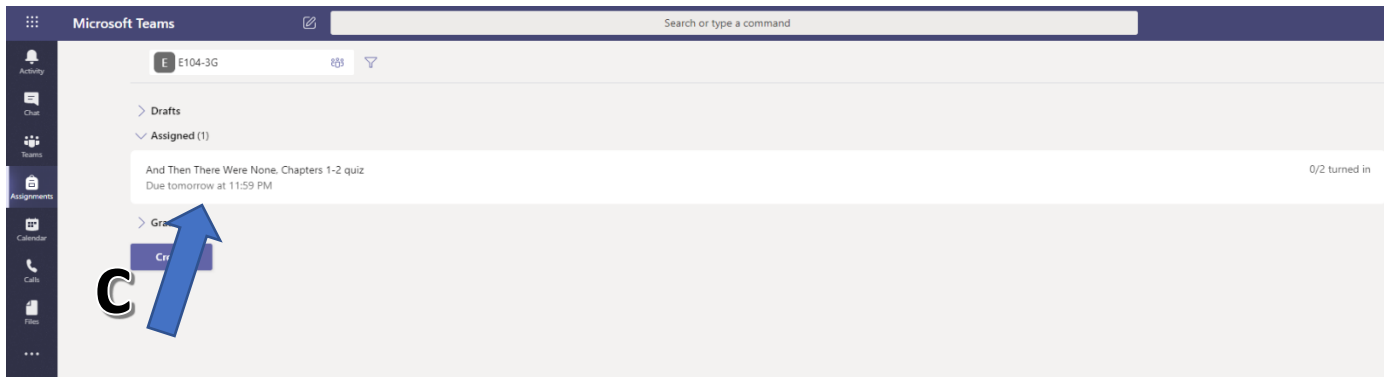 Microsoft Teams
Search or type a command
Activity
E E104-3G
Chat
Drafts
Assigned (1)
Teams
And Then There Were None, Chapters 1-2 quiz
0/2 turned in
Due tomorrow at 11:59 PM
Assignments
Calendar
C
Calls
Files